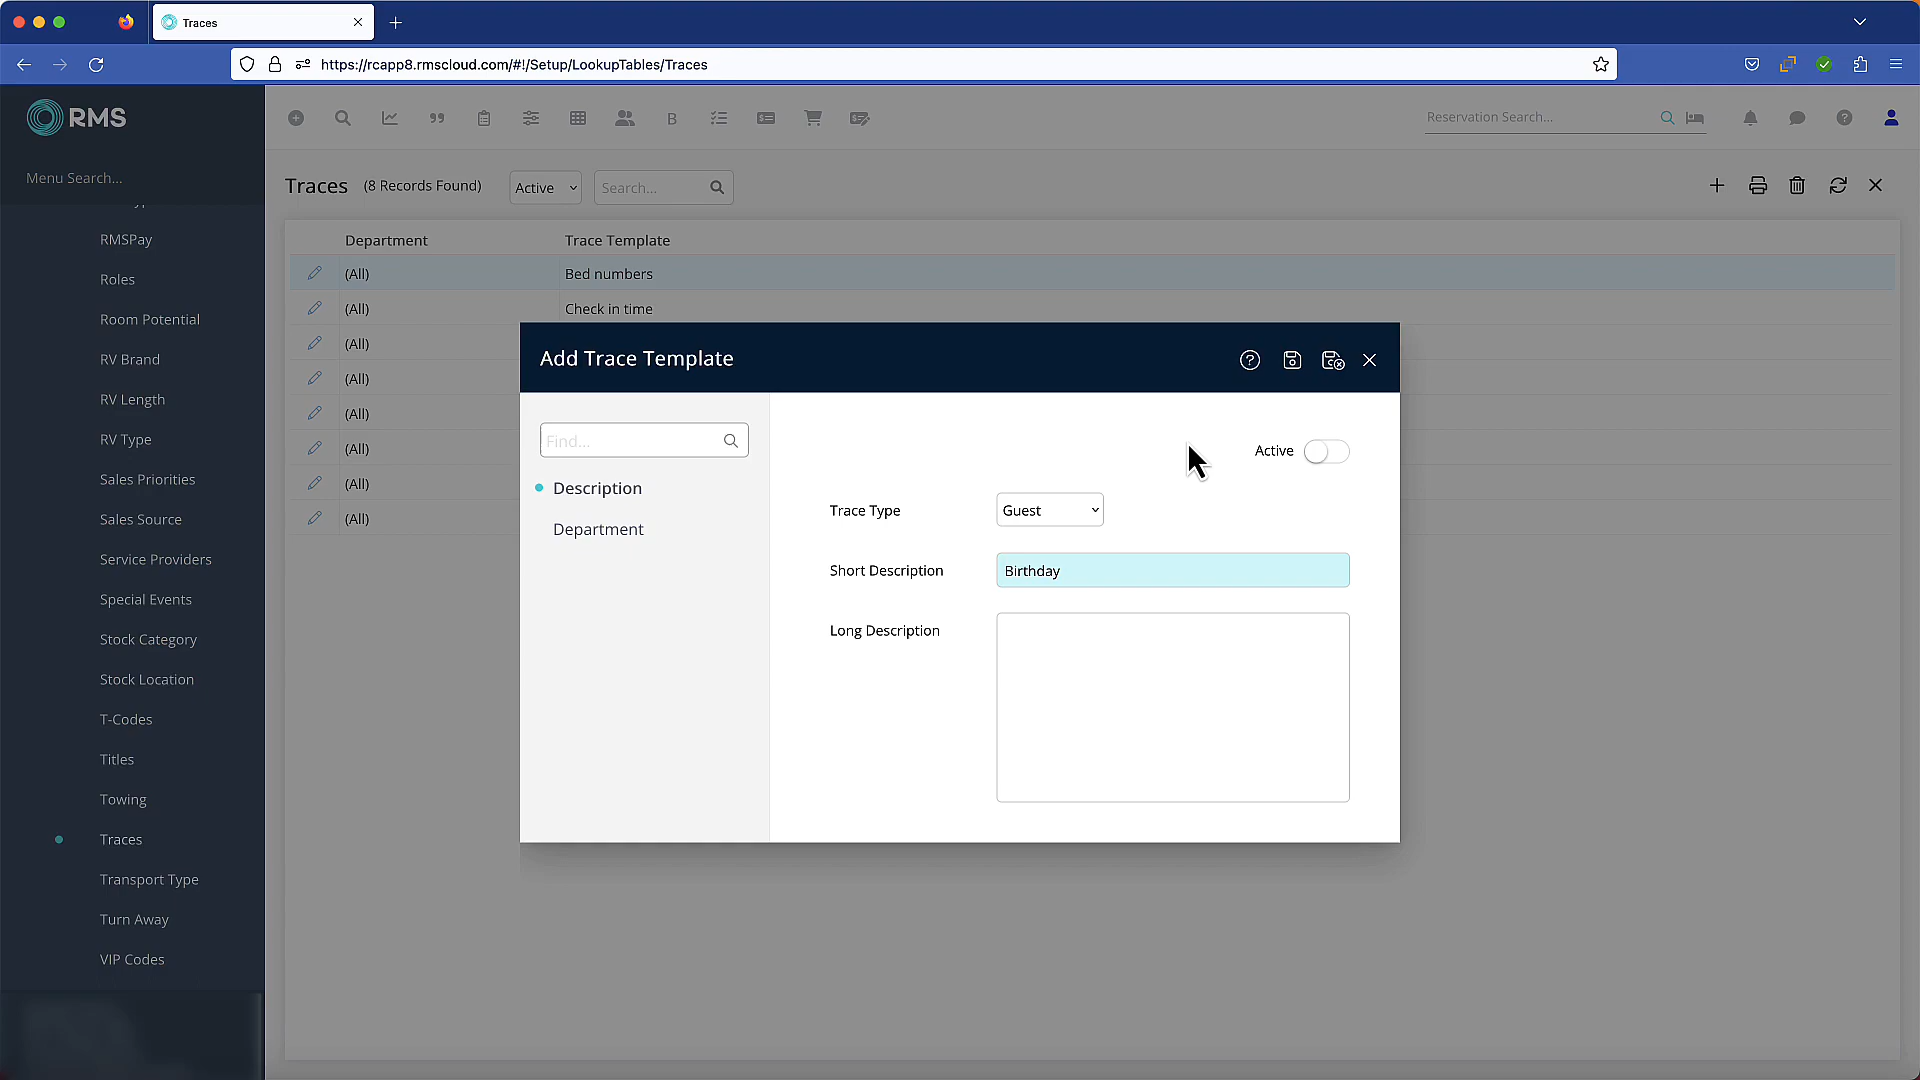 Traces
https://rcapp8.rmscloud.com/#!/Setup/LookupTables/Traces
RMS
B
Reservation Search...
Menu Search...
Traces
(8 Records Found)
Active
Search...
RMSPay
Roles
Room Potential
RV Brand
RV Length
RV Type
Sales Priorities
Sales Source
Service Providers
Special Events
Stock Category
Stock Location
T-Codes
Titles
Towing
Traces
Transport Type
Turn Away
VIP Codes
Department
Trace Template
(All)
Bed numbers
(All)
Check in time
(All)
(All)
(All)
(All)
(All)
(All)
Add Trace Template
Find...
Description
Department
Active
Trace Type
Guest
Short Description
Birthday
Long Description